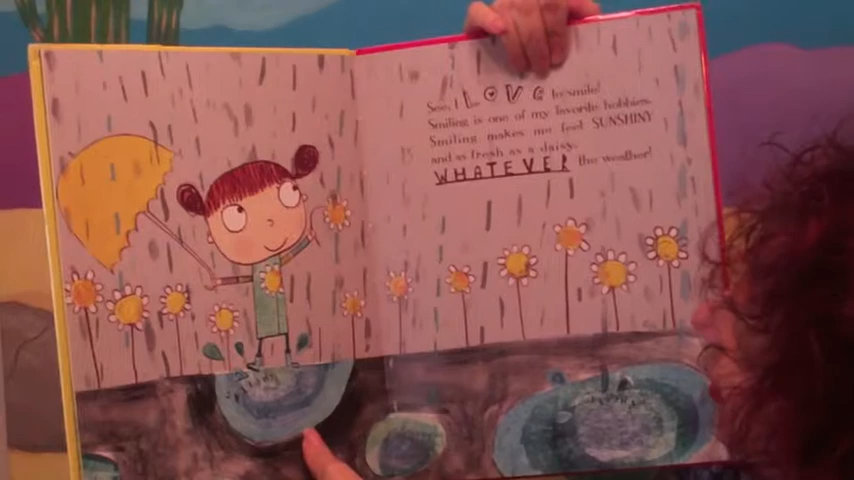 See, I LOVE to smile!
Smiling is one of my favorite hobbies.
Smiling makes me feel SUNSHINY
and as fresh as a daisy.
WHATEVER the weather!